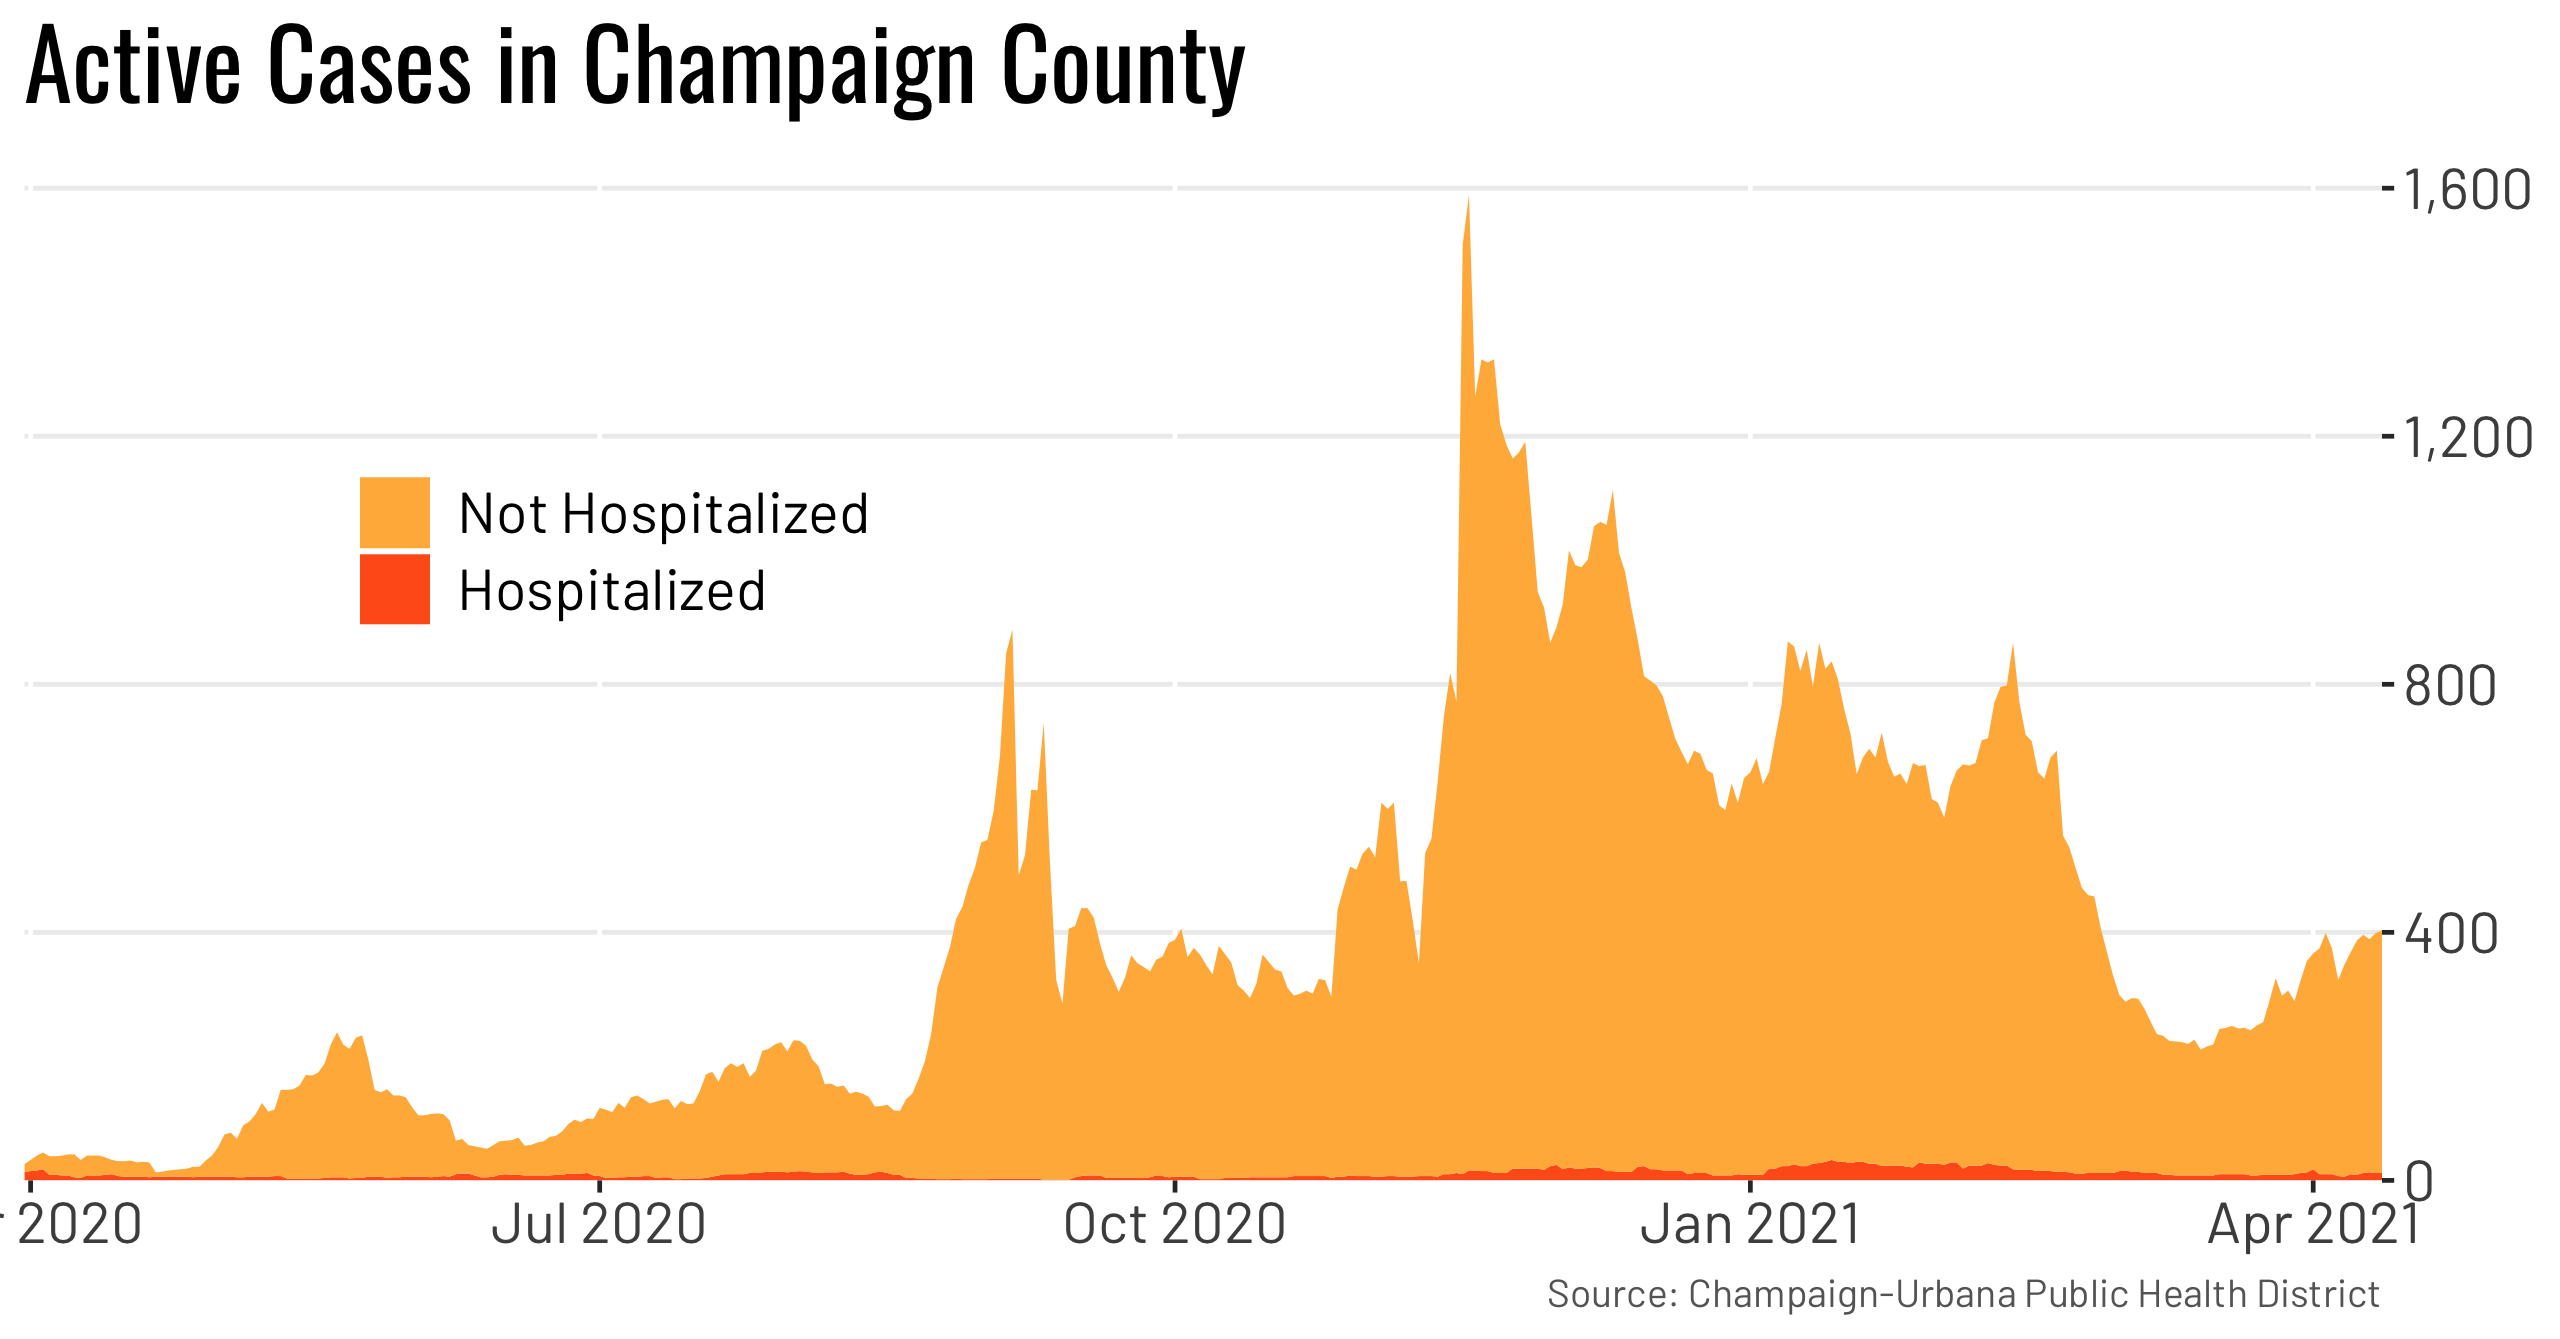 Active Cases in Champaign County
1,600
1,200
Not Hospitalized
Hospitalized
800
400
0
2020 Jul 2020 Oct 2020 Jan 2021 Apr 2021
Source: Champaign-Urbana Public Health District